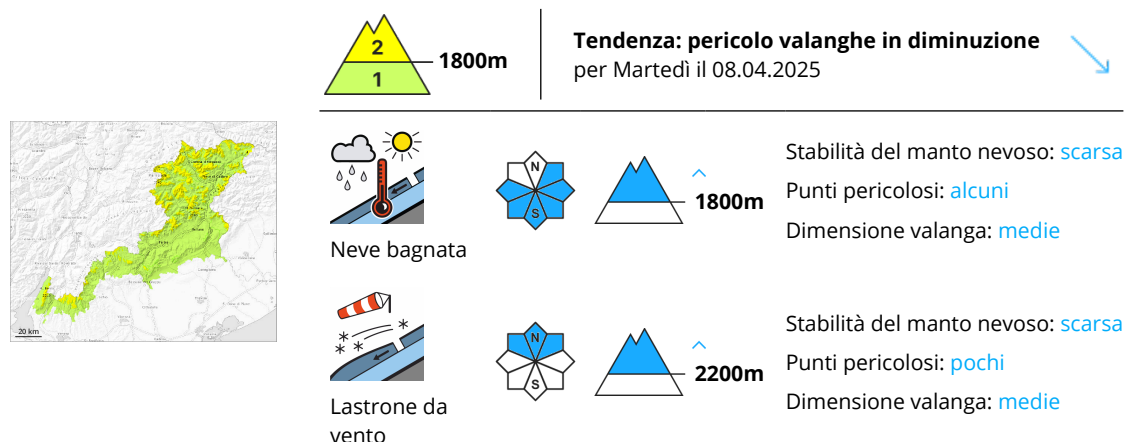 2
1
1800m
Tendenza: pericolo valanghe in diminuzione
per Martedì il 08.04.2025
20 km
Neve bagnata
N
S
1800m
Stabilità del manto nevoso: scarsa
Punti pericolosi: alcuni
Dimensione valanga: medie
Lastrone da
vento
N
S
2200m
Stabilità del manto nevoso: scarsa
Punti pericolosi: pochi
Dimensione valanga: medie